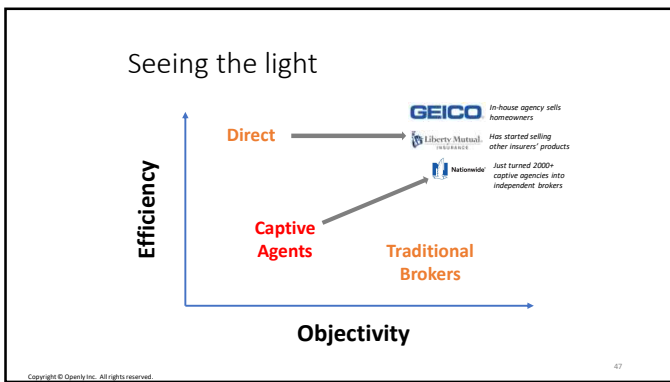 Seeing the light
GEICO
In-house agency sells
homeowners
Direct
Liberty Mutual
INSURANCE
Has started selling
other insurers' products
Nationwide®
Just turned 2000+
captive agencies into
independent brokers
Efficiency
Captive
Agents
Traditional
Brokers
Objectivity
47
Copyright © Openly Inc. All rights reserved.